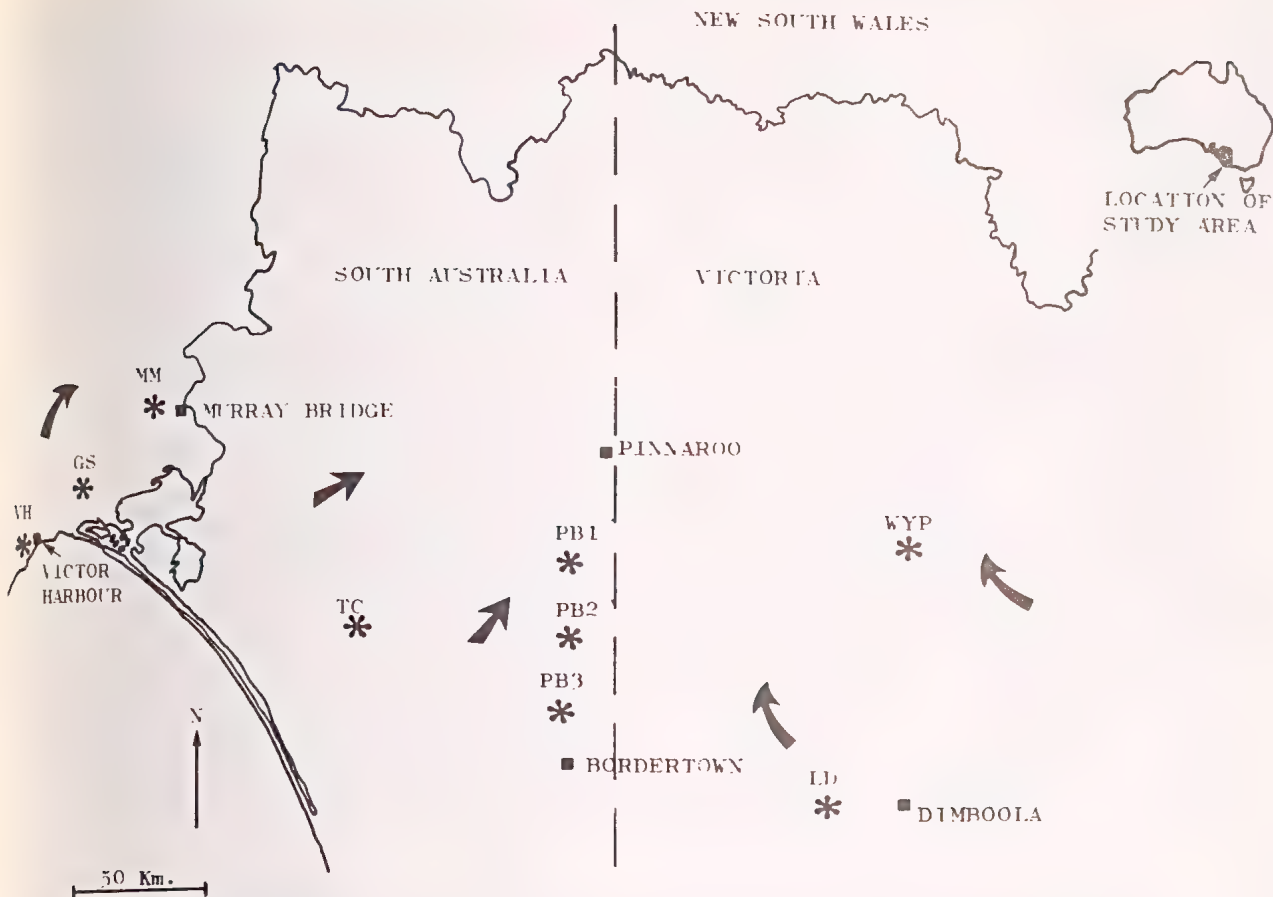 NEW SOUTH WALES
LOCATION OF
STUDY AREA
SOUTH AUSTRALIA
VICTORIA
MM
MURRAY BRIDGE
PINNAROO
GS
VH
VICTOR
HARBOUR
WYP
PB1
TC
PB2
PB3
N
BORDERTOWN
LD
DIMBOOLA
50 Km.